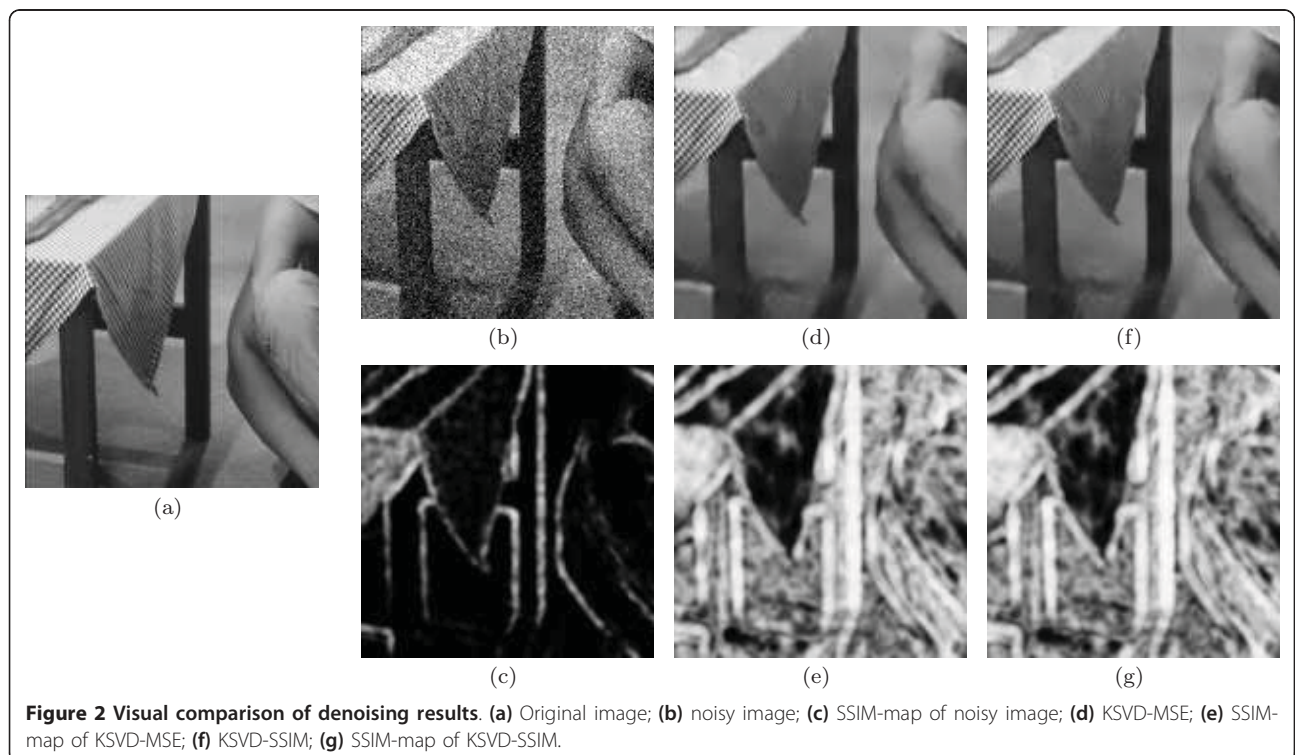 (b)
(d)
(f)
(a)
(c)
(e)
(g)
Figure 2 Visual comparison of denoising results. (a) Original image; (b) noisy image; (c) SSIM-map of noisy image; (d) KSVD-MSE; (e) SSIM-
map of KSVD-MSE; (f) KSVD-SSIM; (g) SSIM-map of KSVD-SSIM.